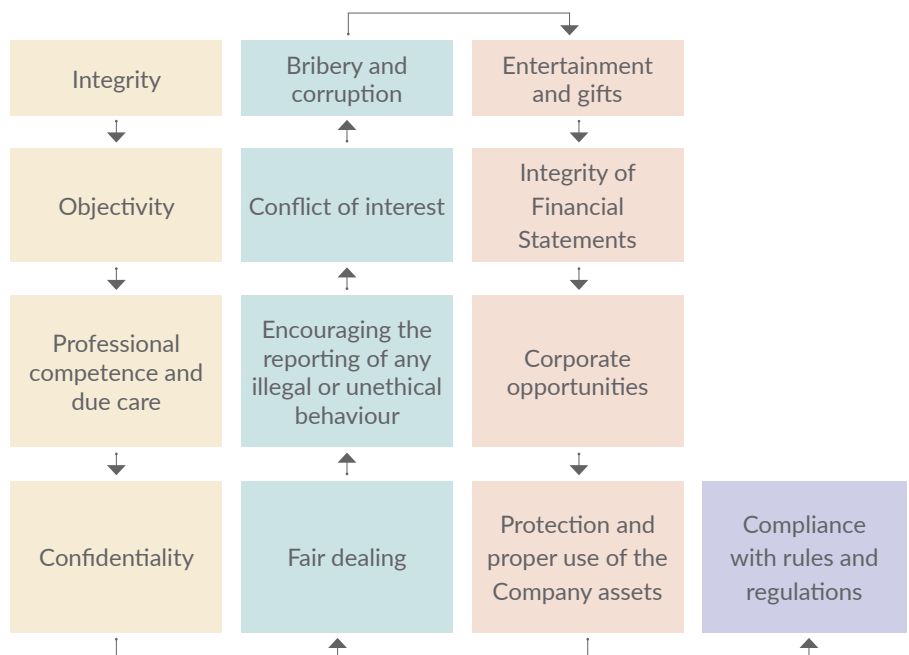 Integrity
Objectivity
Professional
competence and
due care
Confidentiality
Fair dealing
Encouraging the
reporting of any
illegal or unethical
behaviour
Conflict of interest
Bribery and
corruption
Entertainment
and gifts
Integrity of
Financial
Statements
Corporate
opportunities
Protection and
proper use of the
Company assets
Compliance
with rules and
regulations